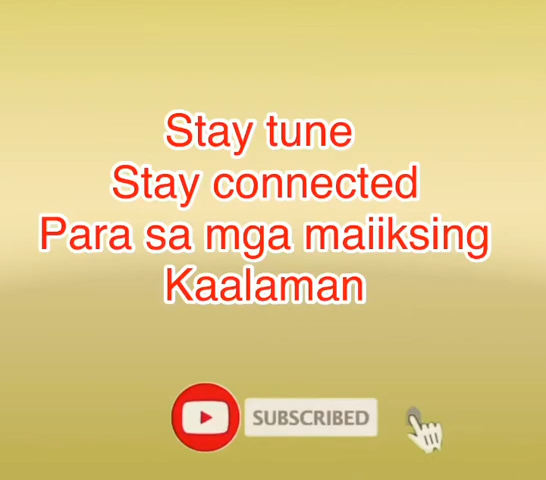 Stay tune
Stay connected
Para sa mga maiiksing
Kaalaman
SUBSCRIBED